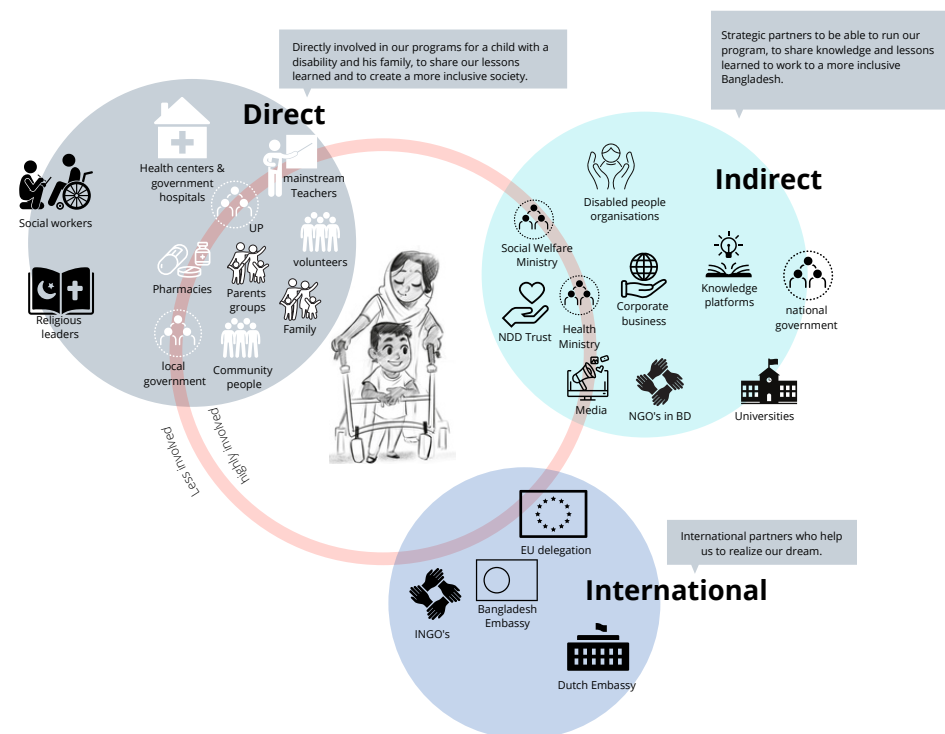 Directly involved in our programs for a child with a
disability and his family, to share our lessons
learned and to create a more inclusive society.
Strategic partners to be able to run our
program, to share knowledge and lessons
learned to work to a more inclusive
Bangladesh.
Direct
Health centers &
government
hospitals
mainstream
Teachers
Social workers
UP
volunteers
Pharmacies
Parents
groups
Family
Religious
leaders
local
government
Community
people
Less involved
highly involved
Indirect
Disabled people
organisations
Social Welfare
Ministry
Knowledge
platforms
Corporate
business
national
government
NDD Trust
Health
Ministry
Media
NGO's in BD
Universities
International partners who help
us to realize our dream.
International
EU delegation
Bangladesh
Embassy
INGO's
Dutch Embassy